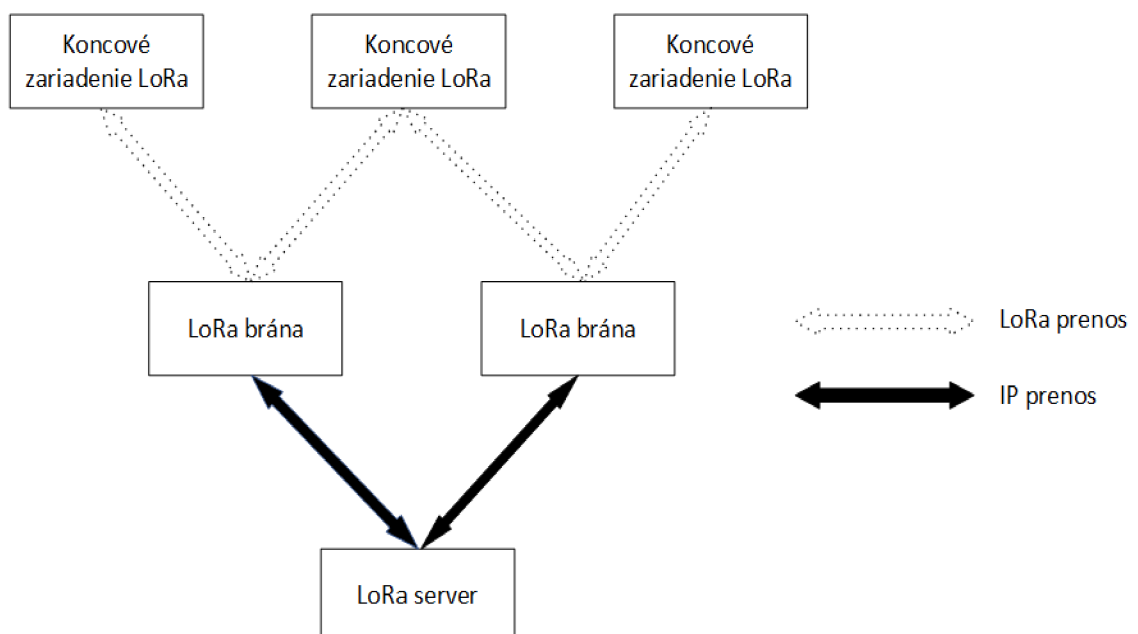 Koncové
zariadenie LoRa
Koncové
zariadenie LoRa
Koncové
zariadenie LoRa
LoRa brána
LoRa brána
LoRa prenos
IP prenos
LoRa server